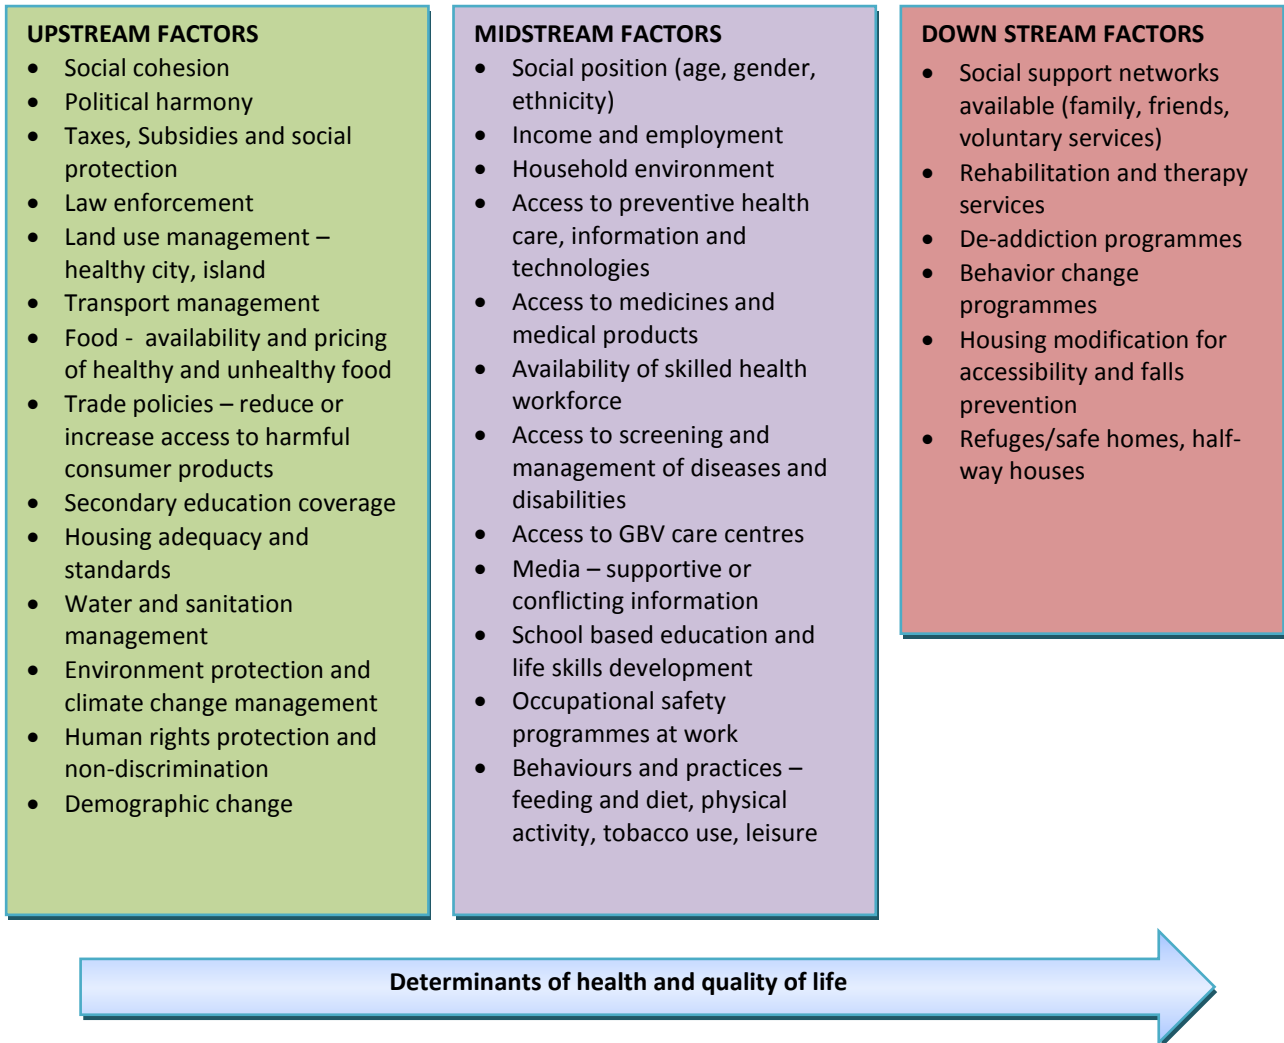 UPSTREAM FACTORS
• Social cohesion
• Political harmony
• Taxes, Subsidies and social
protection
• Law enforcement
• Land use management –
healthy city, island
• Transport management
• Food -  availability and pricing
of healthy and unhealthy food
• Trade policies – reduce or
increase access to harmful
consumer products
• Secondary education coverage
• Housing adequacy and
standards
• Water and sanitation
management
• Environment protection and
climate change management
• Human rights protection and
non-discrimination
• Demographic change
MIDSTREAM FACTORS
• Social position (age, gender,
ethnicity)
• Income and employment
• Household environment
• Access to preventive health
care, information and
technologies
• Access to medicines and
medical products
• Availability of skilled health
workforce
• Access to screening and
management of diseases and
disabilities
• Access to GBV care centres
• Media – supportive or
conflicting information
• School based education and
life skills development
• Occupational safety
programmes at work
• Behaviours and practices –
feeding and diet, physical
activity, tobacco use, leisure
DOWN STREAM FACTORS
• Social support networks
available (family, friends,
voluntary services)
• Rehabilitation and therapy
services
• De-addiction programmes
• Behavior change
programmes
• Housing modification for
accessibility and falls
prevention
• Refuges/safe homes, half-
way houses
Determinants of health and quality of life